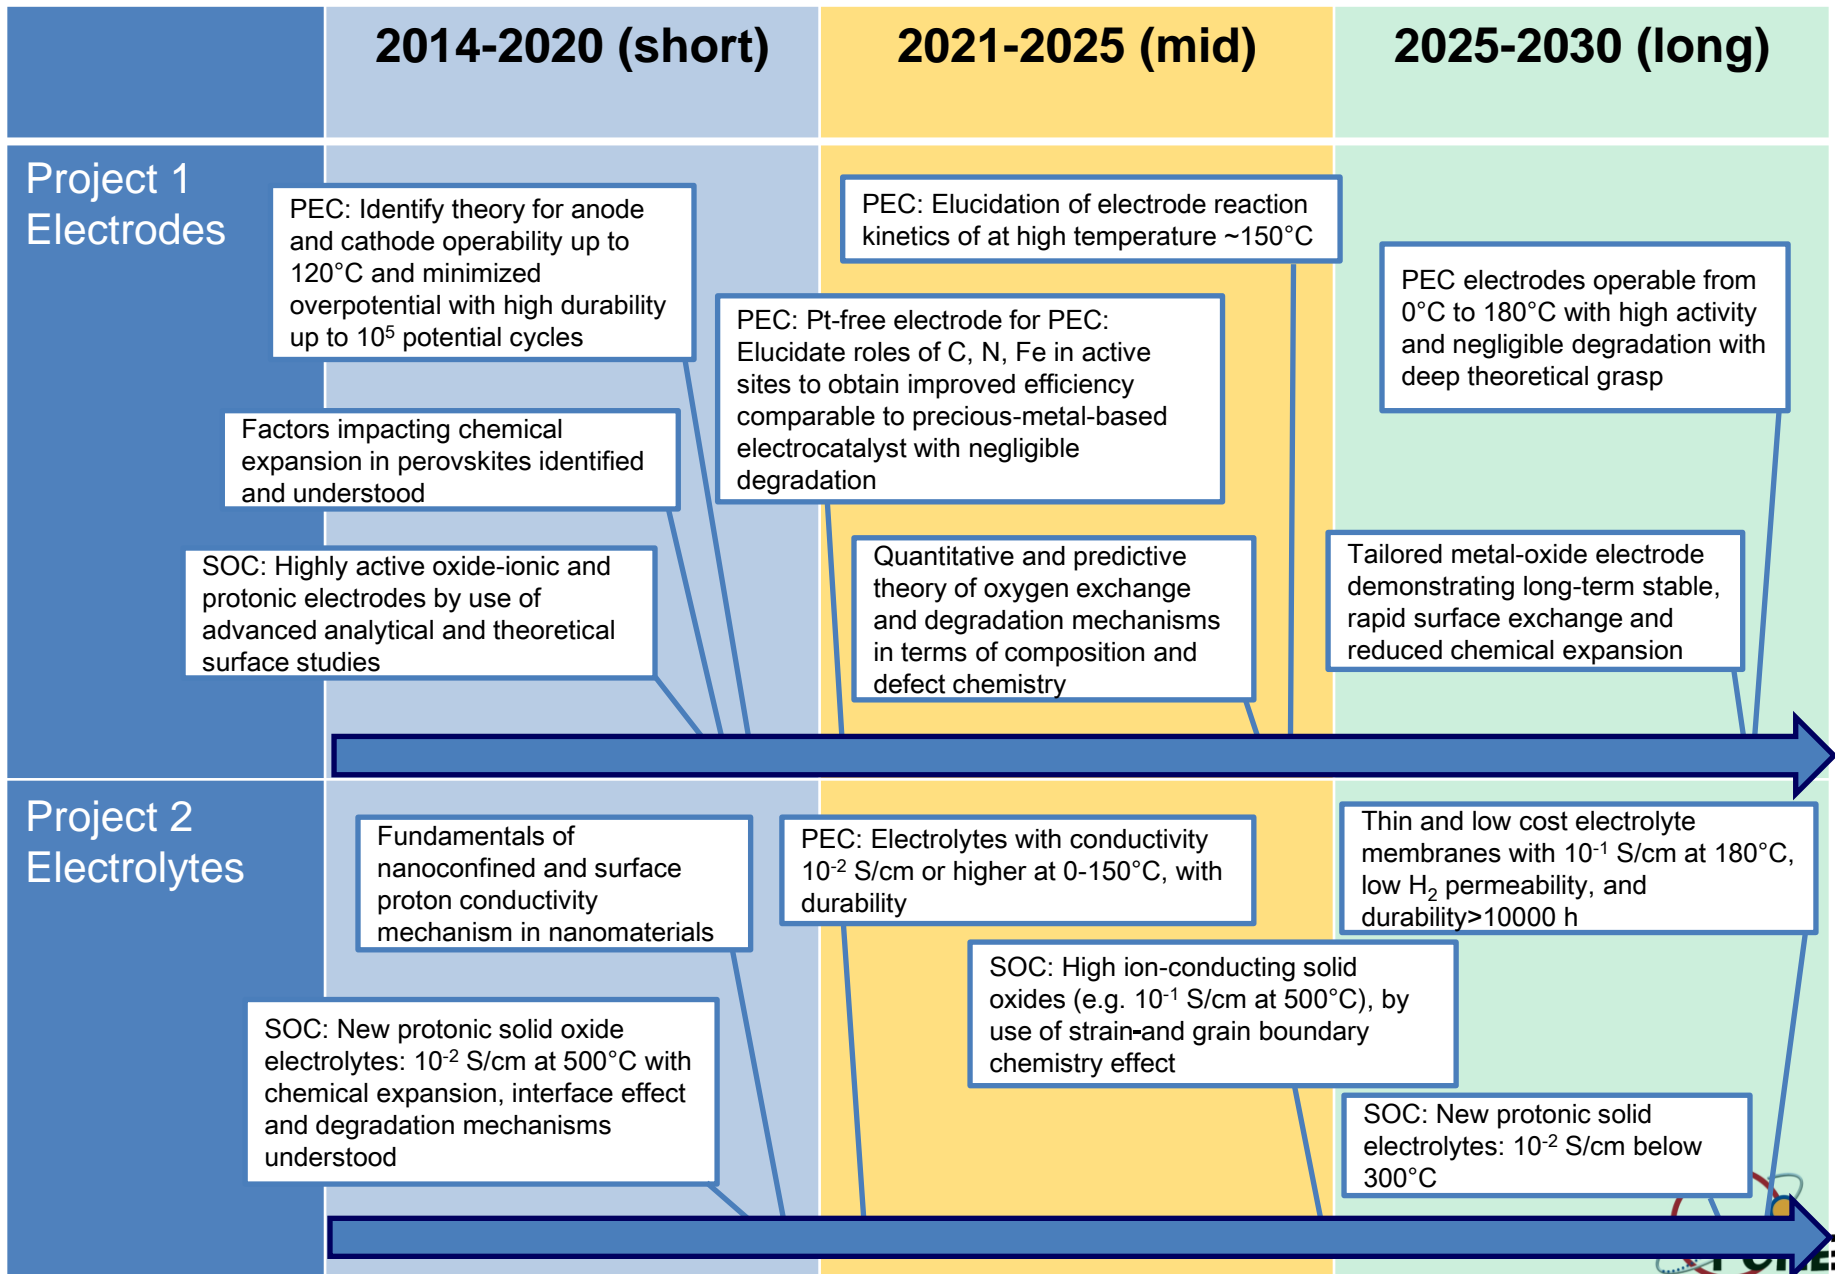 2014-2020 (short)
2021-2025 (mid)
2025-2030 (long)
Project 1
Electrodes
PEC: Identify theory for anode
and cathode operability up to
120°C and minimized
overpotential with high durability
up to 10⁵ potential cycles
Factors impacting chemical
expansion in perovskites identified
and understood
SOC: Highly active oxide-ionic and
protonic electrodes by use of
advanced analytical and theoretical
surface studies
PEC: Elucidation of electrode reaction
kinetics of at high temperature ~150°C
PEC: Pt-free electrode for PEC:
Elucidate roles of C, N, Fe in active
sites to obtain improved efficiency
comparable to precious-metal-based
electrocatalyst with negligible
degradation
Quantitative and predictive
theory of oxygen exchange
and degradation mechanisms
in terms of composition and
defect chemistry
PEC electrodes operable from
0°C to 180°C with high activity
and negligible degradation with
deep theoretical grasp
Tailored metal-oxide electrode
demonstrating long-term stable,
rapid surface exchange and
reduced chemical expansion
Project 2
Electrolytes
Fundamentals of
nanoconfined and surface
proton conductivity
mechanism in nanomaterials
SOC: New protonic solid oxide
electrolytes: 10⁻² S/cm at 500°C with
chemical expansion, interface effect
and degradation mechanisms
understood
PEC: Electrolytes with conductivity
10⁻² S/cm or higher at 0-150°C, with
durability
SOC: High ion-conducting solid
oxides (e.g. 10⁻¹ S/cm at 500°C), by
use of strain-and grain boundary
chemistry effect
Thin and low cost electrolyte
membranes with 10⁻¹ S/cm at 180°C,
low H₂ permeability, and
durability>10000 h
SOC: New protonic solid
electrolytes: 10⁻² S/cm below
300°C